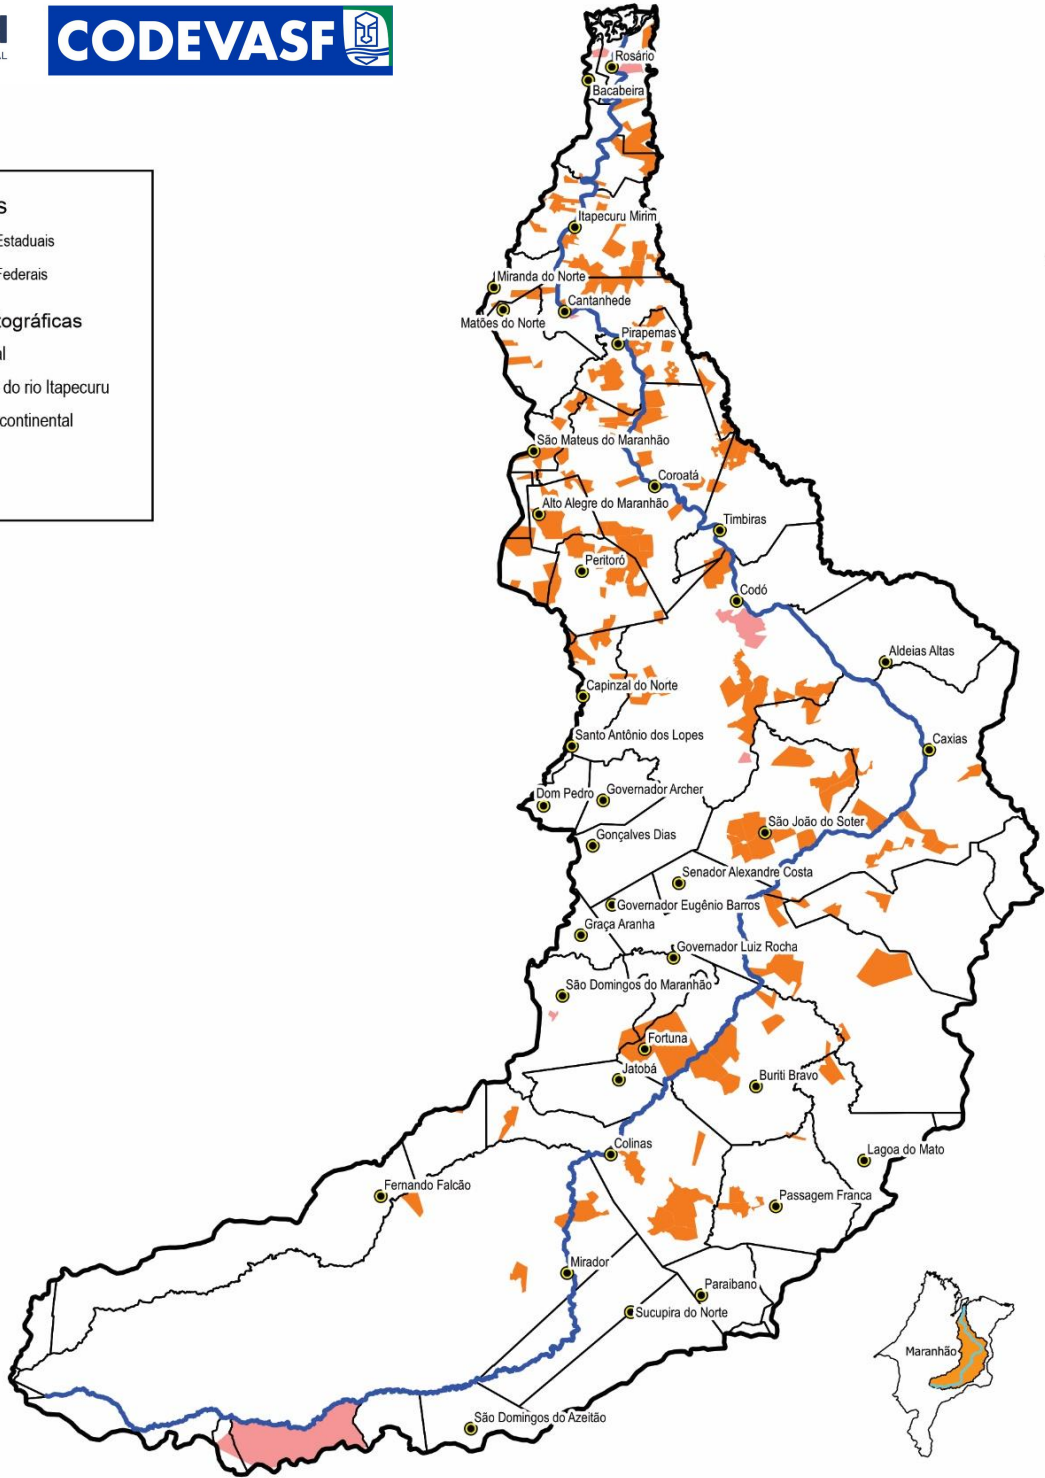 CODEVASF
AL
s
Estaduais
Federais
tográficas
al
do rio Itapecuru
continental
Rosário
Bacabeira
Itapecuru Mirim
Miranda do Norte
Cantanhede
Matões do Norte
Pirapemas
São Mateus do Maranhão
Coroatá
Alto Alegre do Maranhão
Timbiras
Peritoró
Codó
Aldeias Altas
Capinzal do Norte
Santo Antônio dos Lopes
Caxias
Dom Pedro
Governador Archer
São João do Soter
Gonçalves Dias
Senador Alexandre Costa
Governador Eugênio Barros
Graça Aranha
Governador Luiz Rocha
São Domingos do Maranhão
Fortuna
Jatobá
Buriti Bravo
Colinas
Lagoa do Mato
Fernando Falcão
Passagem Franca
Mirador
Paraibano
Sucupira do Norte
Maranhão
São Domingos do Azeitão